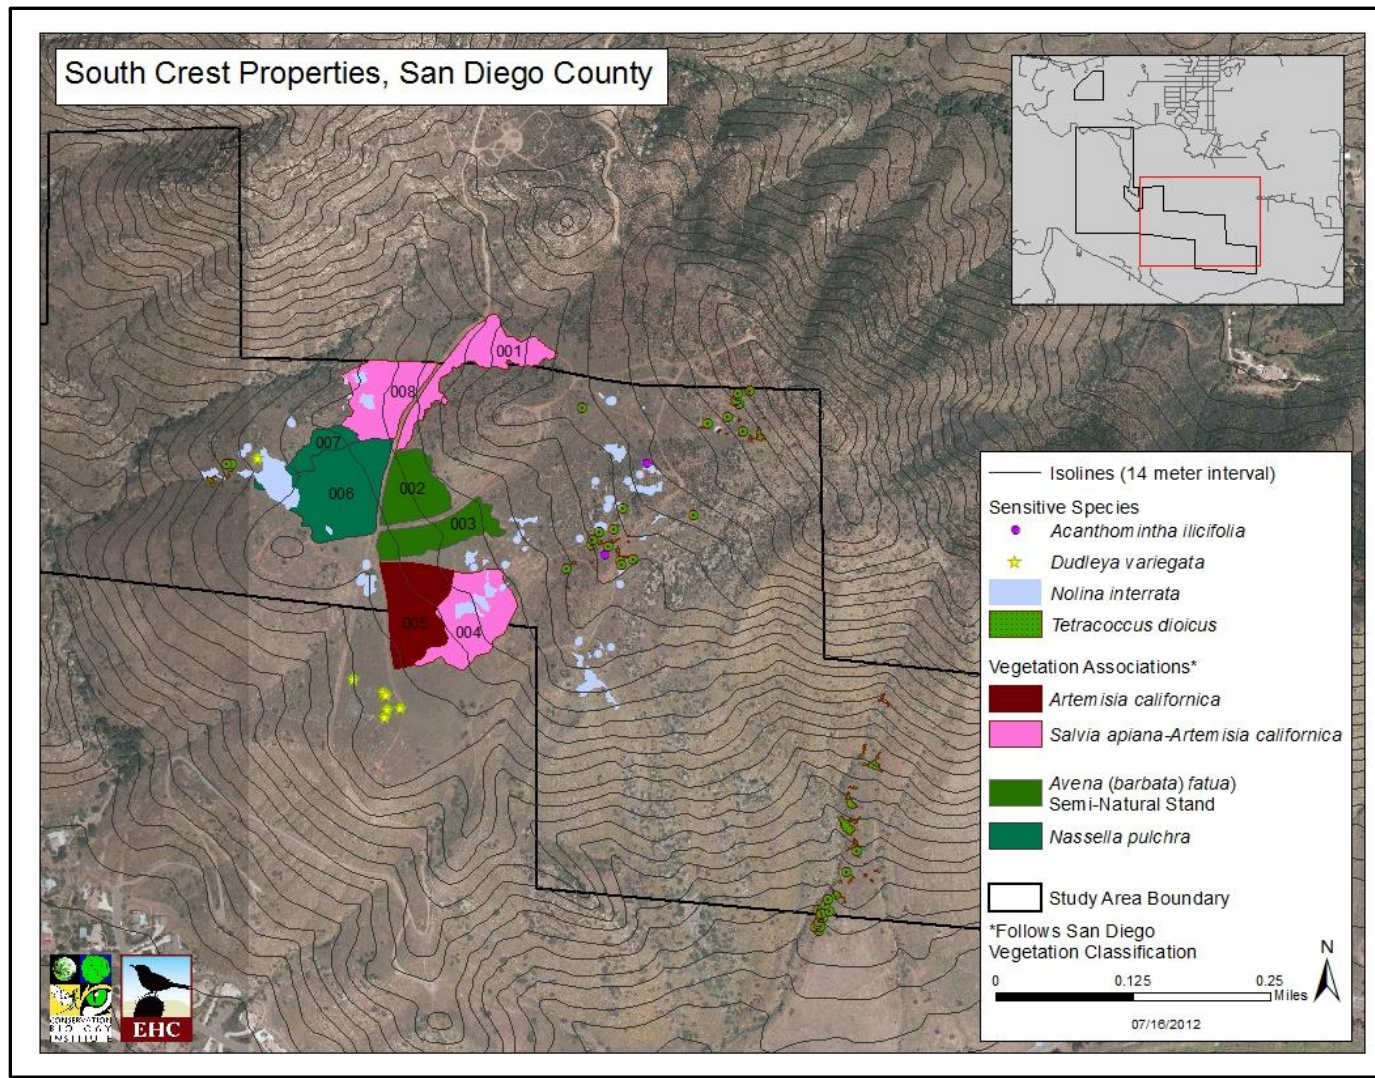 South Crest Properties, San Diego County
001
008
007
006
002
003
005
004
Isolines (14 meter interval)
Sensitive Species
Acanthomintha ilicifolia
Dudleya variegata
Nolina interrata
Tetracoccus dioicus
Vegetation Associations*
Artemisia californica
Salvia apiana-Artemisia californica
Avena (barbata) fatua)
Semi-Natural Stand
Nassella pulchra
Study Area Boundary
*Follows San Diego
Vegetation Classification
N
0 0.125 0.25
Miles
07/16/2012
CONSERVATION
BIOLOGY
INSTITUTE
EHC